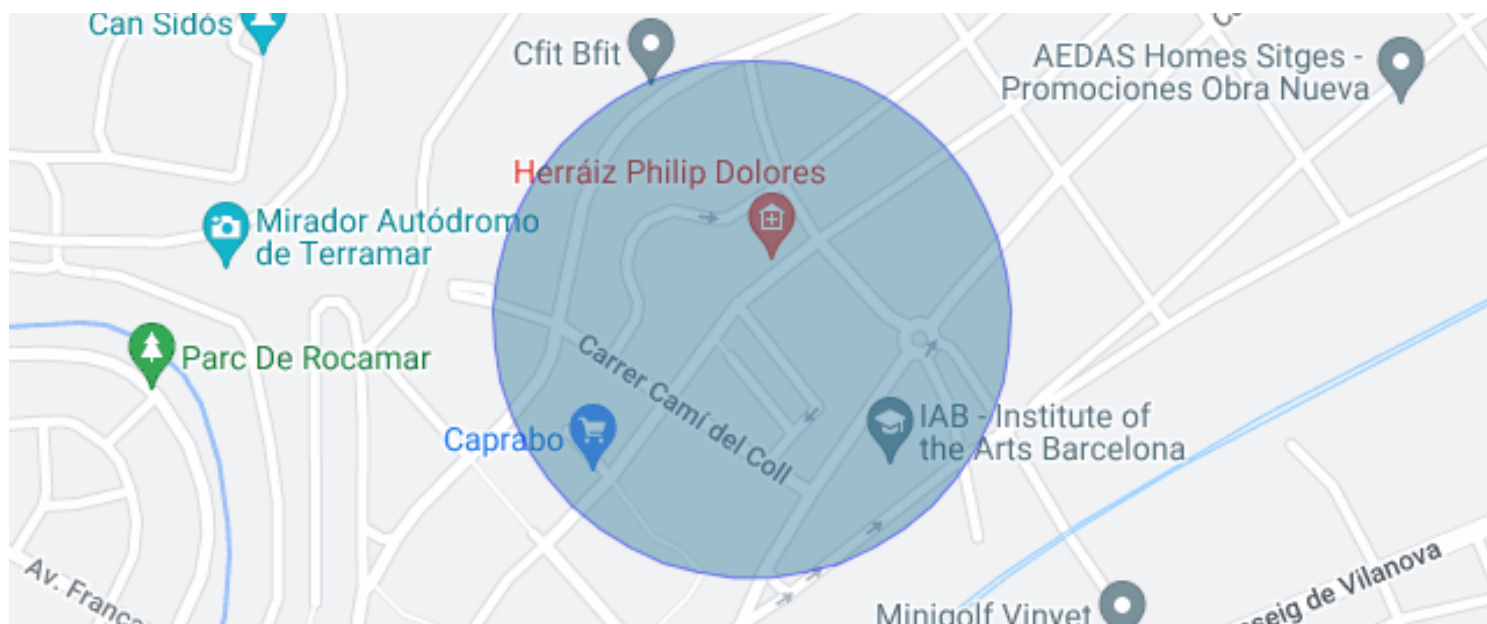 Can Sidós
Cfit Bfit
AEDAS Homes Sitges -
Promociones Obra Nueva
Herráiz Philip Dolores
Mirador Autódromo
de Terramar
Parc De Rocamar
Carrer Camí del Coll
Caprabo
IAB - Institute of
the Arts Barcelona
Av. Franc
seig de Vilanova
Minigolf Vinyet